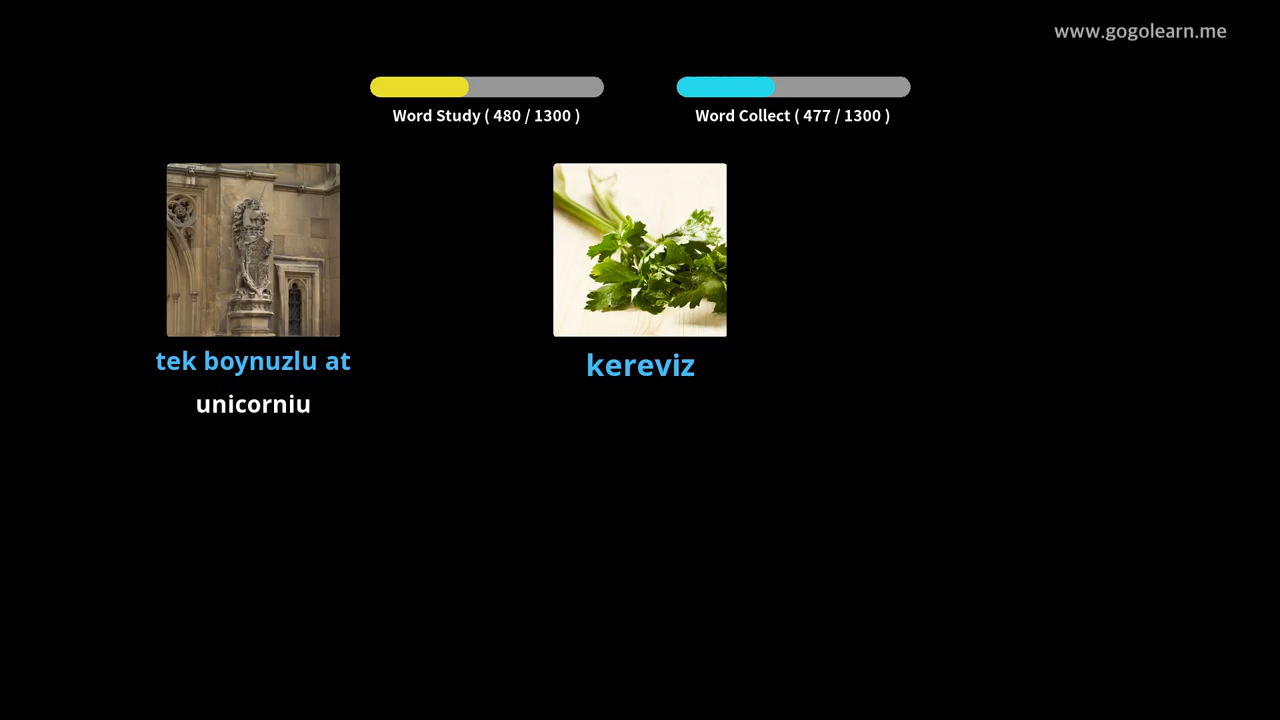 www.gogolearn.me
Word Study ( 480 / 1300 )
Word Collect ( 477 / 1300 )
tek boynuzlu at
unicorniu
kereviz